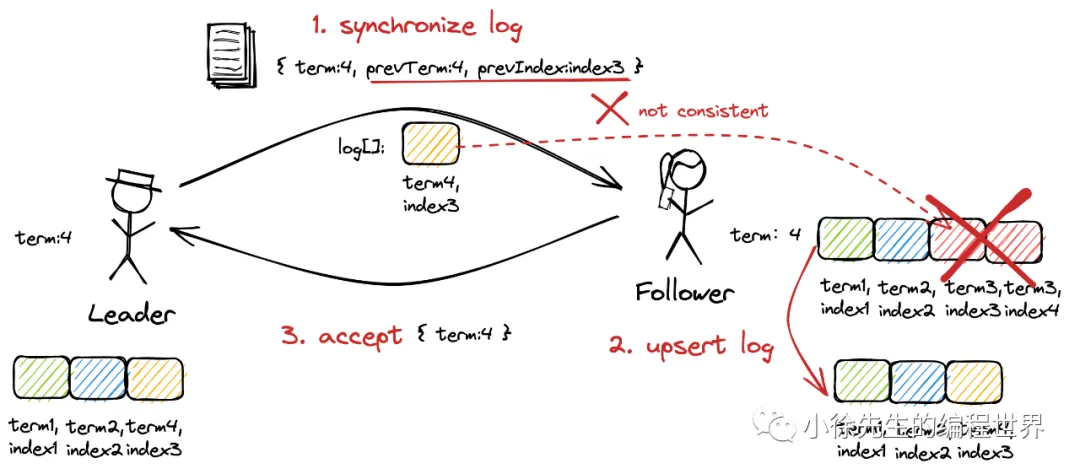 1. synchronize log
{ term:4, prevTerm:4, prevIndex:index3 }
not consistent
log[]:
term4,
index3
term:4
term: 4
Leader
Follower
term1, term2, term3, term3,
index1 index2 index3 index4
3. accept { term:4 }
2. upsert log
term1, term2, term4,
index1 index2 index3
小徐先生的编程世界
index1 index2 index3